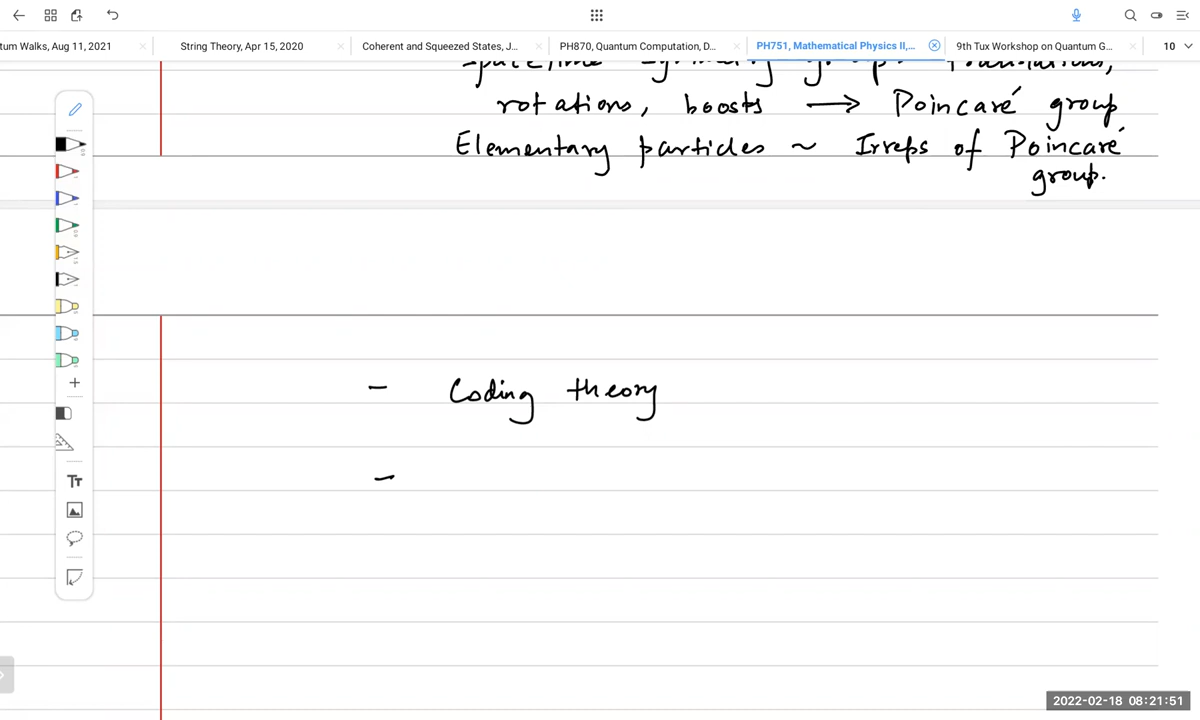 tum Walks, Aug 11, 2021
String Theory, Apr 15, 2020
Coherent and Squeezed States, J...
PH870, Quantum Computation, D...
PH751, Mathematical Physics II,...
9th Tux Workshop on Quantum G...
10
rotations, boosts → Poincaré group
Elementary particles ~ Irreps of Poincaré
group.
- Coding theory
-
Tт
2022-02-18 08:21:51